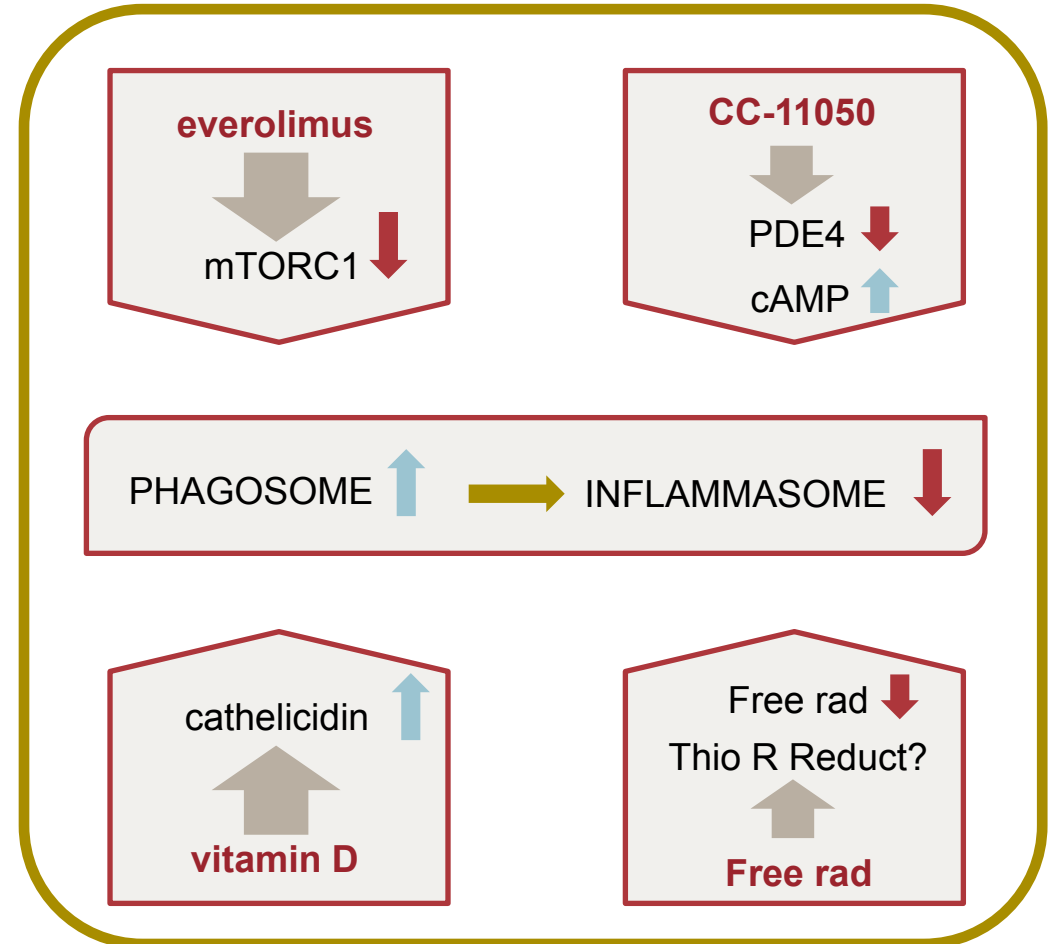 everolimus
mTORC1
CC-11050
PDE4
cAMP
PHAGOSOME
INFLAMMASOME
cathelicidin
vitamin D
Free rad
Thio R Reduct?
Free rad